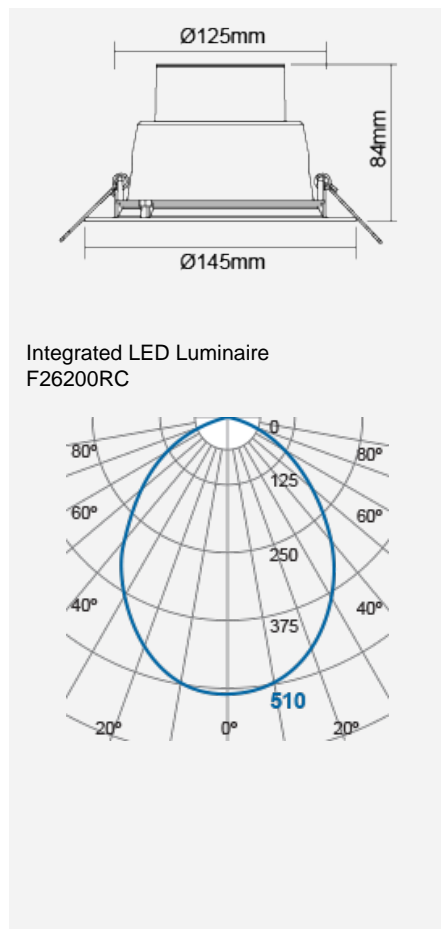 Ø125mm
84mm
Ø145mm
Integrated LED Luminaire
F26200RC
0
80º 80º
125
60º 60º
250
40º 40º
375
510
20º 0º 20º